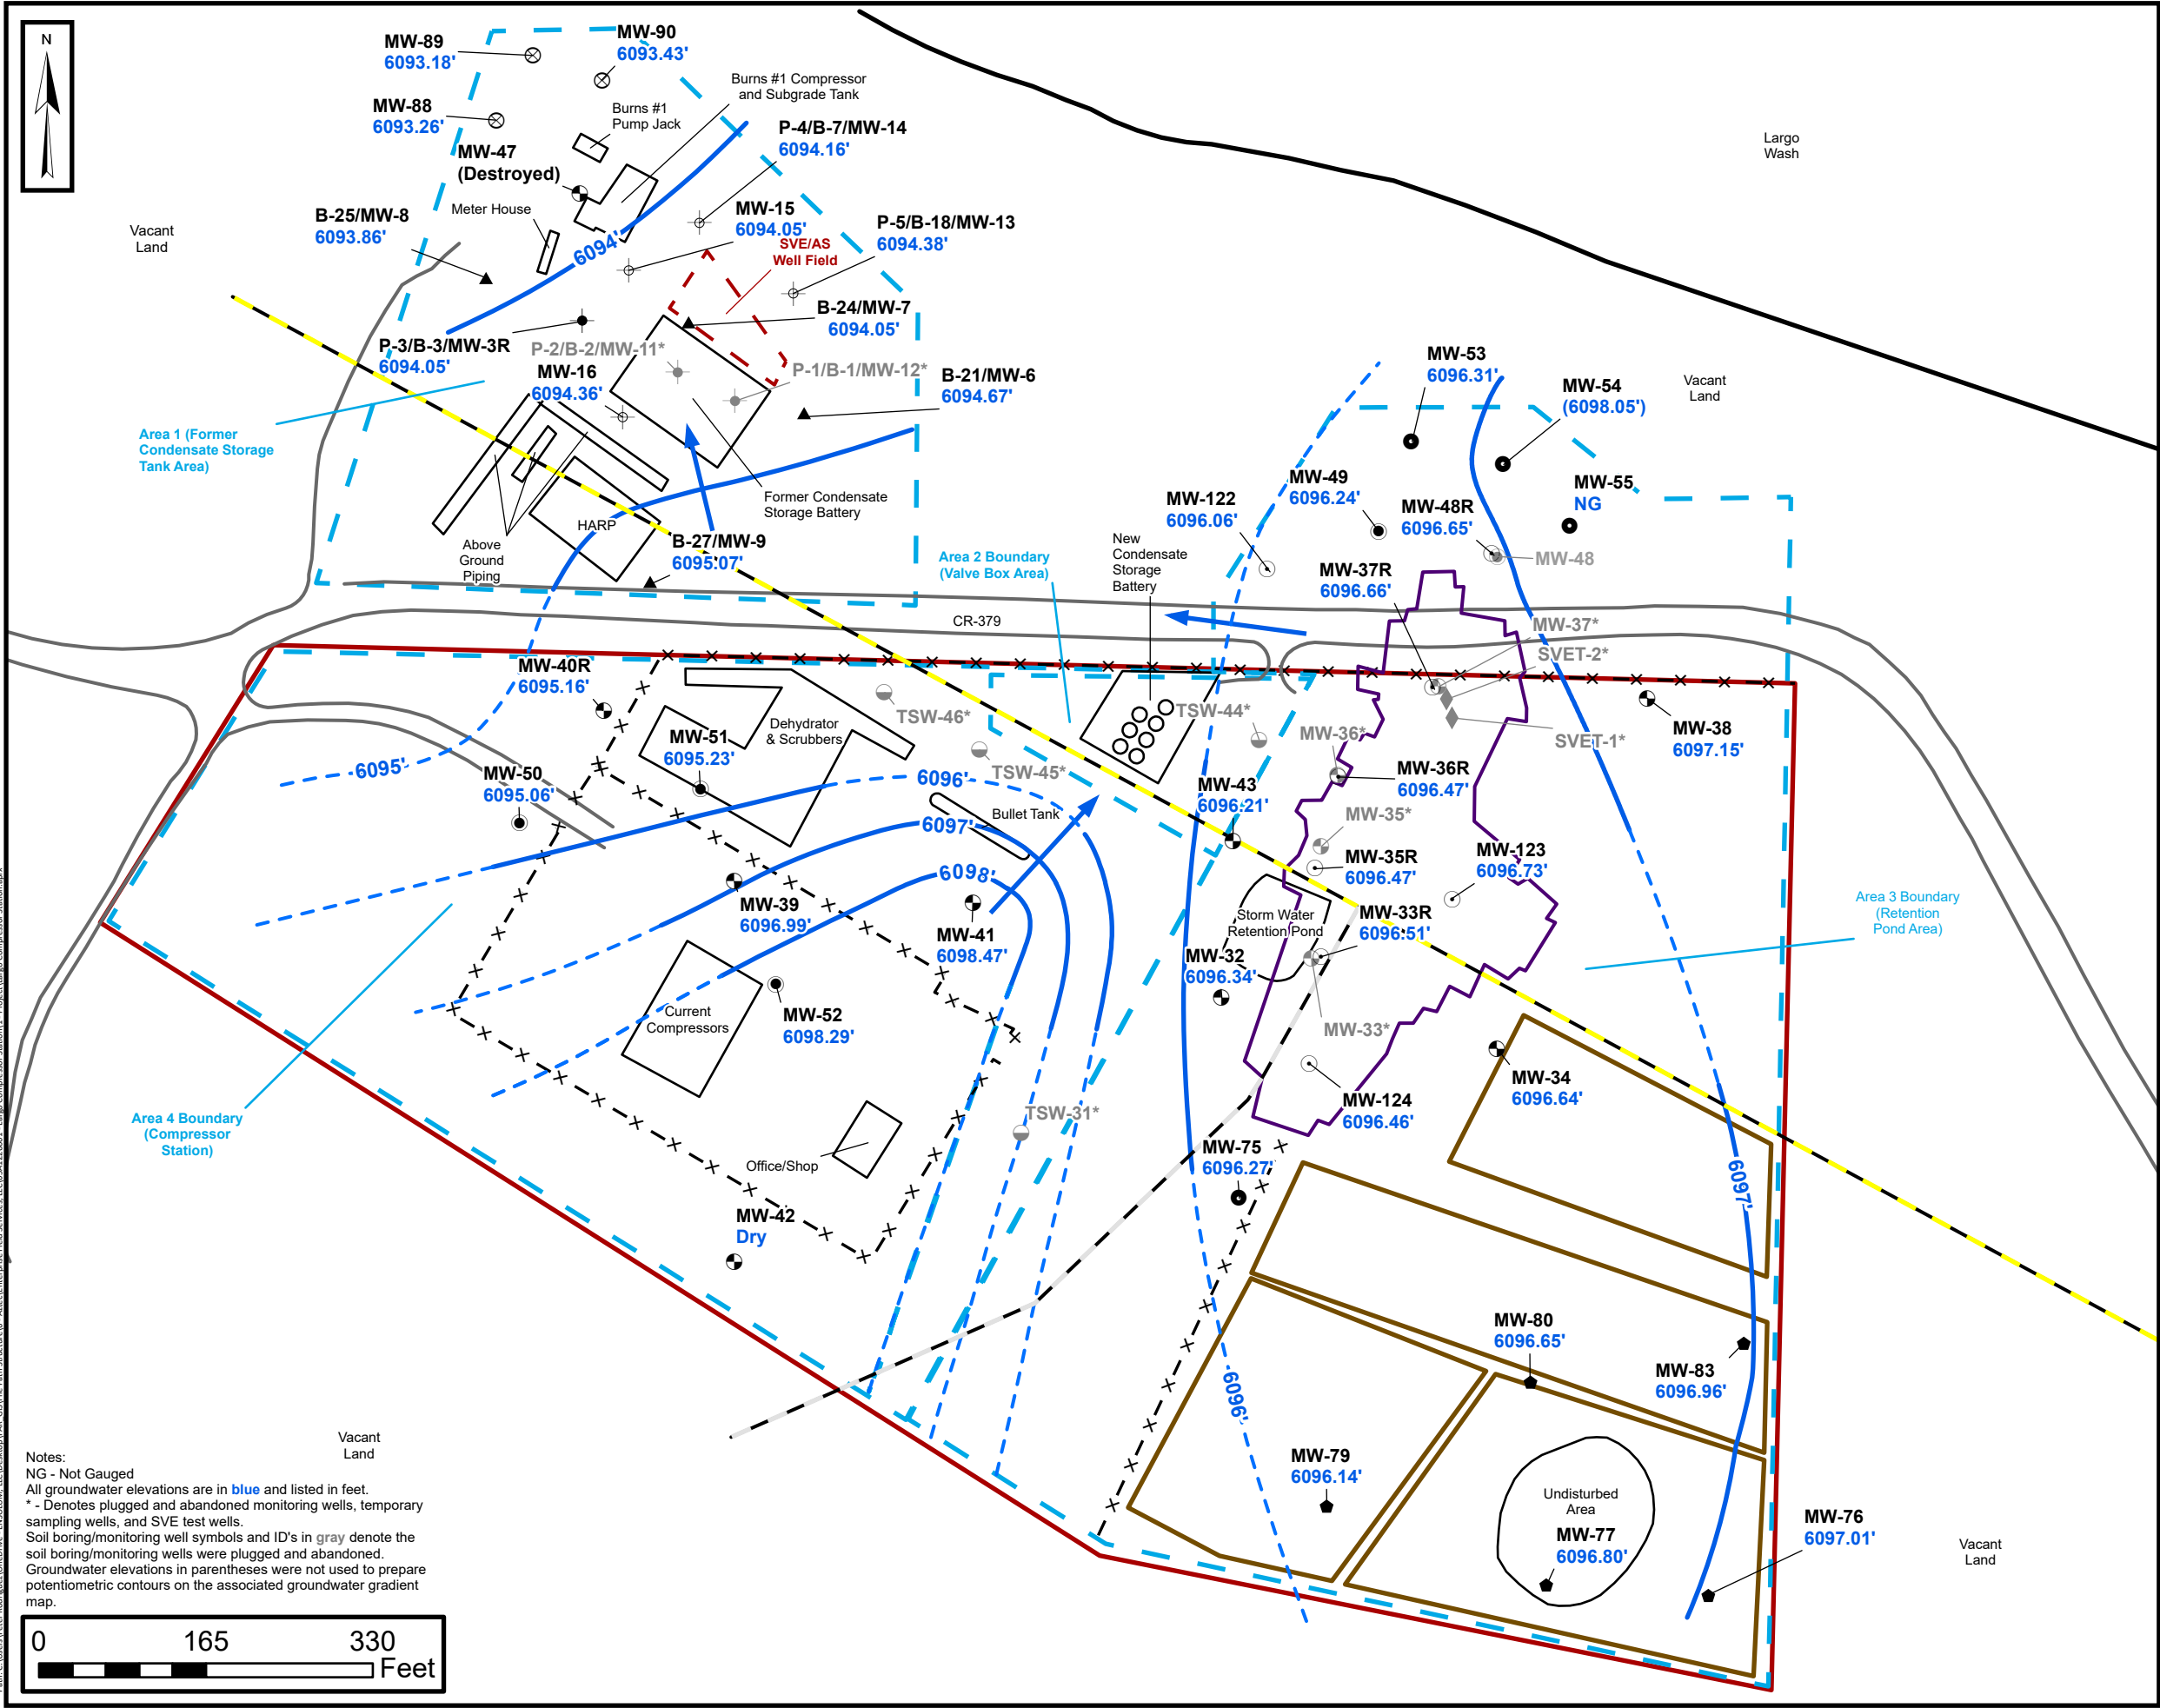 N
MW-89
6093.18'
MW-90
6093.43'
MW-88
6093.26'
Burns #1 Compressor
and Subgrade Tank
Burns #1
Pump Jack
P-4/B-7/MW-14
6094.16'
MW-47
(Destroyed)
Largo
Wash
Meter House
B-25/MW-8
6093.86'
MW-15
6094.05'
P-5/B-18/MW-13
6094.38'
SVE/AS
Well Field
Vacant
Land
6094'
B-24/MW-7
6094.05'
P-3/B-3/MW-3R
6094.05'
P-2/B-2/MW-11*
MW-16
6094.36'
P-1/B-1/MW-12*
B-21/MW-6
6094.67'
MW-53
6096.31'
MW-54
(6098.05')
Vacant
Land
Area 1 (Former
Condensate Storage
Tank Area)
MW-49
6096.24'
MW-55
NG
MW-122
6096.06'
MW-48R
6096.65'
MW-48
Former Condensate
Storage Battery
HARP
Above
Ground
Piping
B-27/MW-9
6095.07'
Area 2 Boundary
(Valve Box Area)
New
Condensate
Storage
Battery
MW-37R
6096.66'
CR-379
MW-37*
SVET-2*
MW-40R
6095.16'
TSW-46*
Dehydrator
& Scrubbers
TSW-44*
MW-36*
SVET-1*
MW-38
6097.15'
MW-51
6095.23'
TSW-45*
6095'
MW-50
6095.06'
6096'
MW-43
6096.21'
MW-36R
6096.47'
Bullet Tank
6097'
MW-35*
MW-35R
6096.47'
MW-123
6096.73'
6098'
MW-39
6096.99'
MW-41
6098.47'
Storm Water
Retention Pond
MW-33R
6096.51'
Area 3 Boundary
(Retention
Pond Area)
MW-32
6096.34'
Current
Compressors
MW-52
6098.29'
MW-33*
MW-34
6096.64'
MW-124
6096.46'
TSW-31*
Area 4 Boundary
(Compressor
Station)
Office/Shop
MW-75
6096.27'
6097'
MW-42
Dry
MW-80
6096.65'
MW-83
6096.96'
6096'
MW-79
6096.14'
Undisturbed
Area
MW-77
6096.80'
MW-76
6097.01'
Vacant
Land
Vacant
Land
Notes:
NG - Not Gauged
All groundwater elevations are in blue and listed in feet.
* - Denotes plugged and abandoned monitoring wells, temporary
sampling wells, and SVE test wells.
Soil boring/monitoring well symbols and ID's in gray denote the
soil boring/monitoring wells were plugged and abandoned.
Groundwater elevations in parentheses were not used to prepare
potentiometric contours on the associated groundwater gradient
map.
0 165 330
Feet